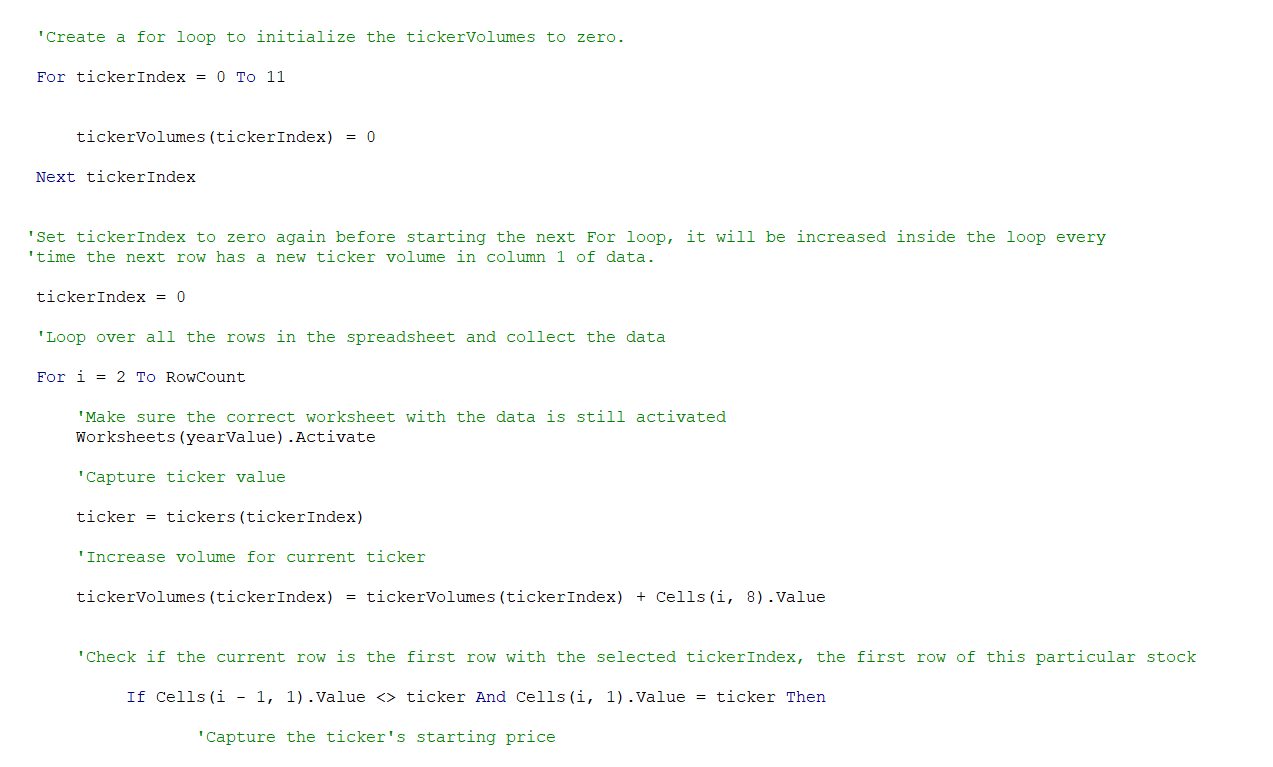 'Create a for loop to initialize the tickerVolumes to zero.
For tickerIndex = 0 To 11
tickerVolumes(tickerIndex) = 0
Next tickerIndex
'Set tickerIndex to zero again before starting the next For loop, it will be increased inside the loop every
'time the next row has a new ticker volume in column 1 of data.
tickerIndex = 0
'Loop over all the rows in the spreadsheet and collect the data
For i = 2 To RowCount
'Make sure the correct worksheet with the data is still activated
Worksheets(yearValue).Activate
'Capture ticker value
ticker = tickers(tickerIndex)
'Increase volume for current ticker
tickerVolumes(tickerIndex) = tickerVolumes(tickerIndex) + Cells(i, 8).Value
'Check if the current row is the first row with the selected tickerIndex, the first row of this particular stock
If Cells(i - 1, 1).Value <> ticker And Cells(i, 1).Value = ticker Then
'Capture the ticker's starting price